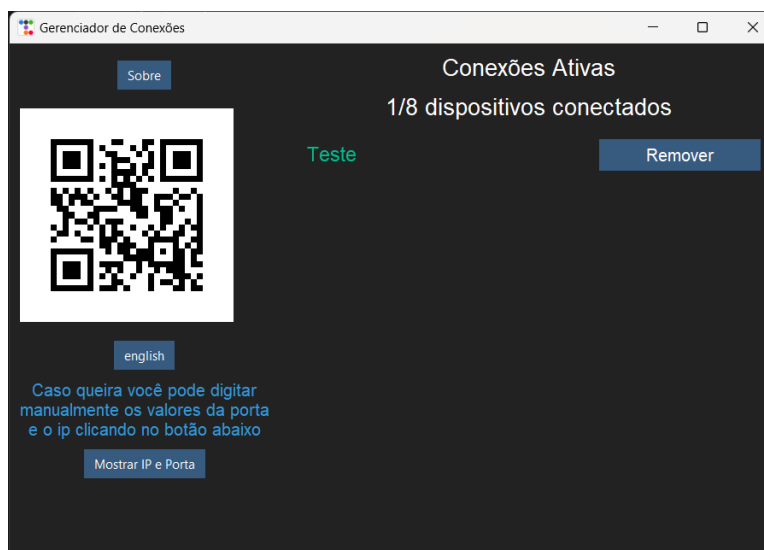 Gerenciador de Conexões
Sobre
english
Caso queira você pode digitar
manualmente os valores da porta
e o ip clicando no botão abaixo
Mostrar IP e Porta
Conexões Ativas
1/8 dispositivos conectados
Teste
Remover